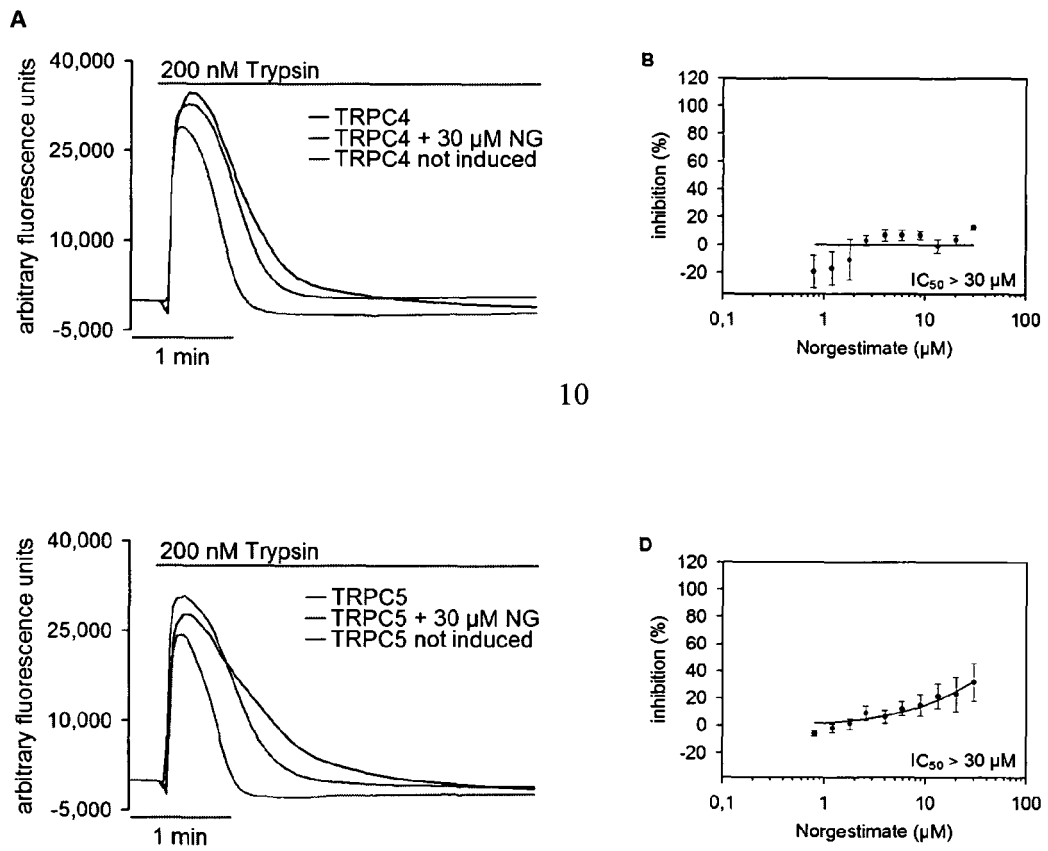 A
40,000
25,000
10,000
-5,000
arbitrary fluorescence units
200 nM Trypsin
TRPC4
TRPC4 + 30 µM NG
TRPC4 not induced
1 min
B
120
100
80
60
40
20
0
-20
inhibition (%)
IC₅₀ > 30 µM
0,1 1 10 100
Norgestimate (µM)
10
40,000
25,000
10,000
-5,000
arbitrary fluorescence units
200 nM Trypsin
TRPC5
TRPC5 + 30 µM NG
TRPC5 not induced
1 min
D
120
100
80
60
40
20
0
-20
inhibition (%)
IC₅₀ > 30 µM
0,1 1 10 100
Norgestimate (µM)